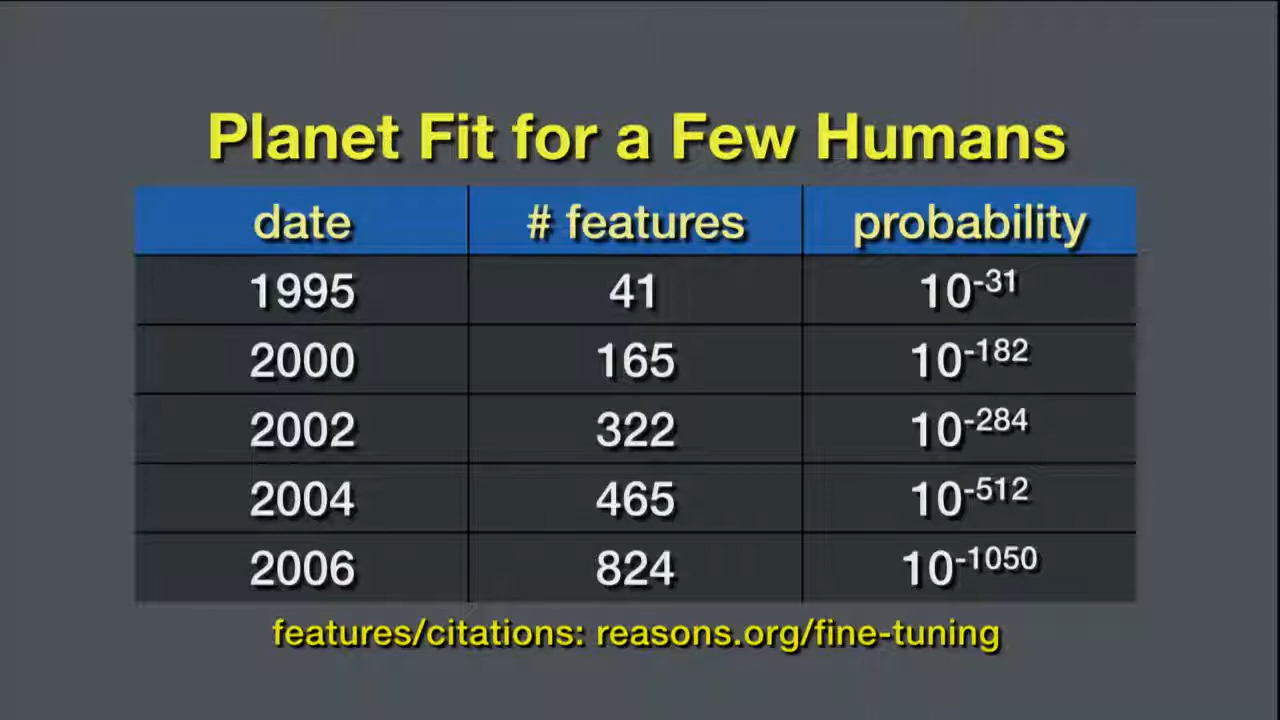 Planet Fit for a Few Humans
date # features probability
1995 41 10⁻³¹
2000 165 10⁻¹⁸²
2002 322 10⁻²⁸⁴
2004 465 10⁻⁵¹²
2006 824 10⁻¹⁰⁵⁰
features/citations: reasons.org/fine-tuning